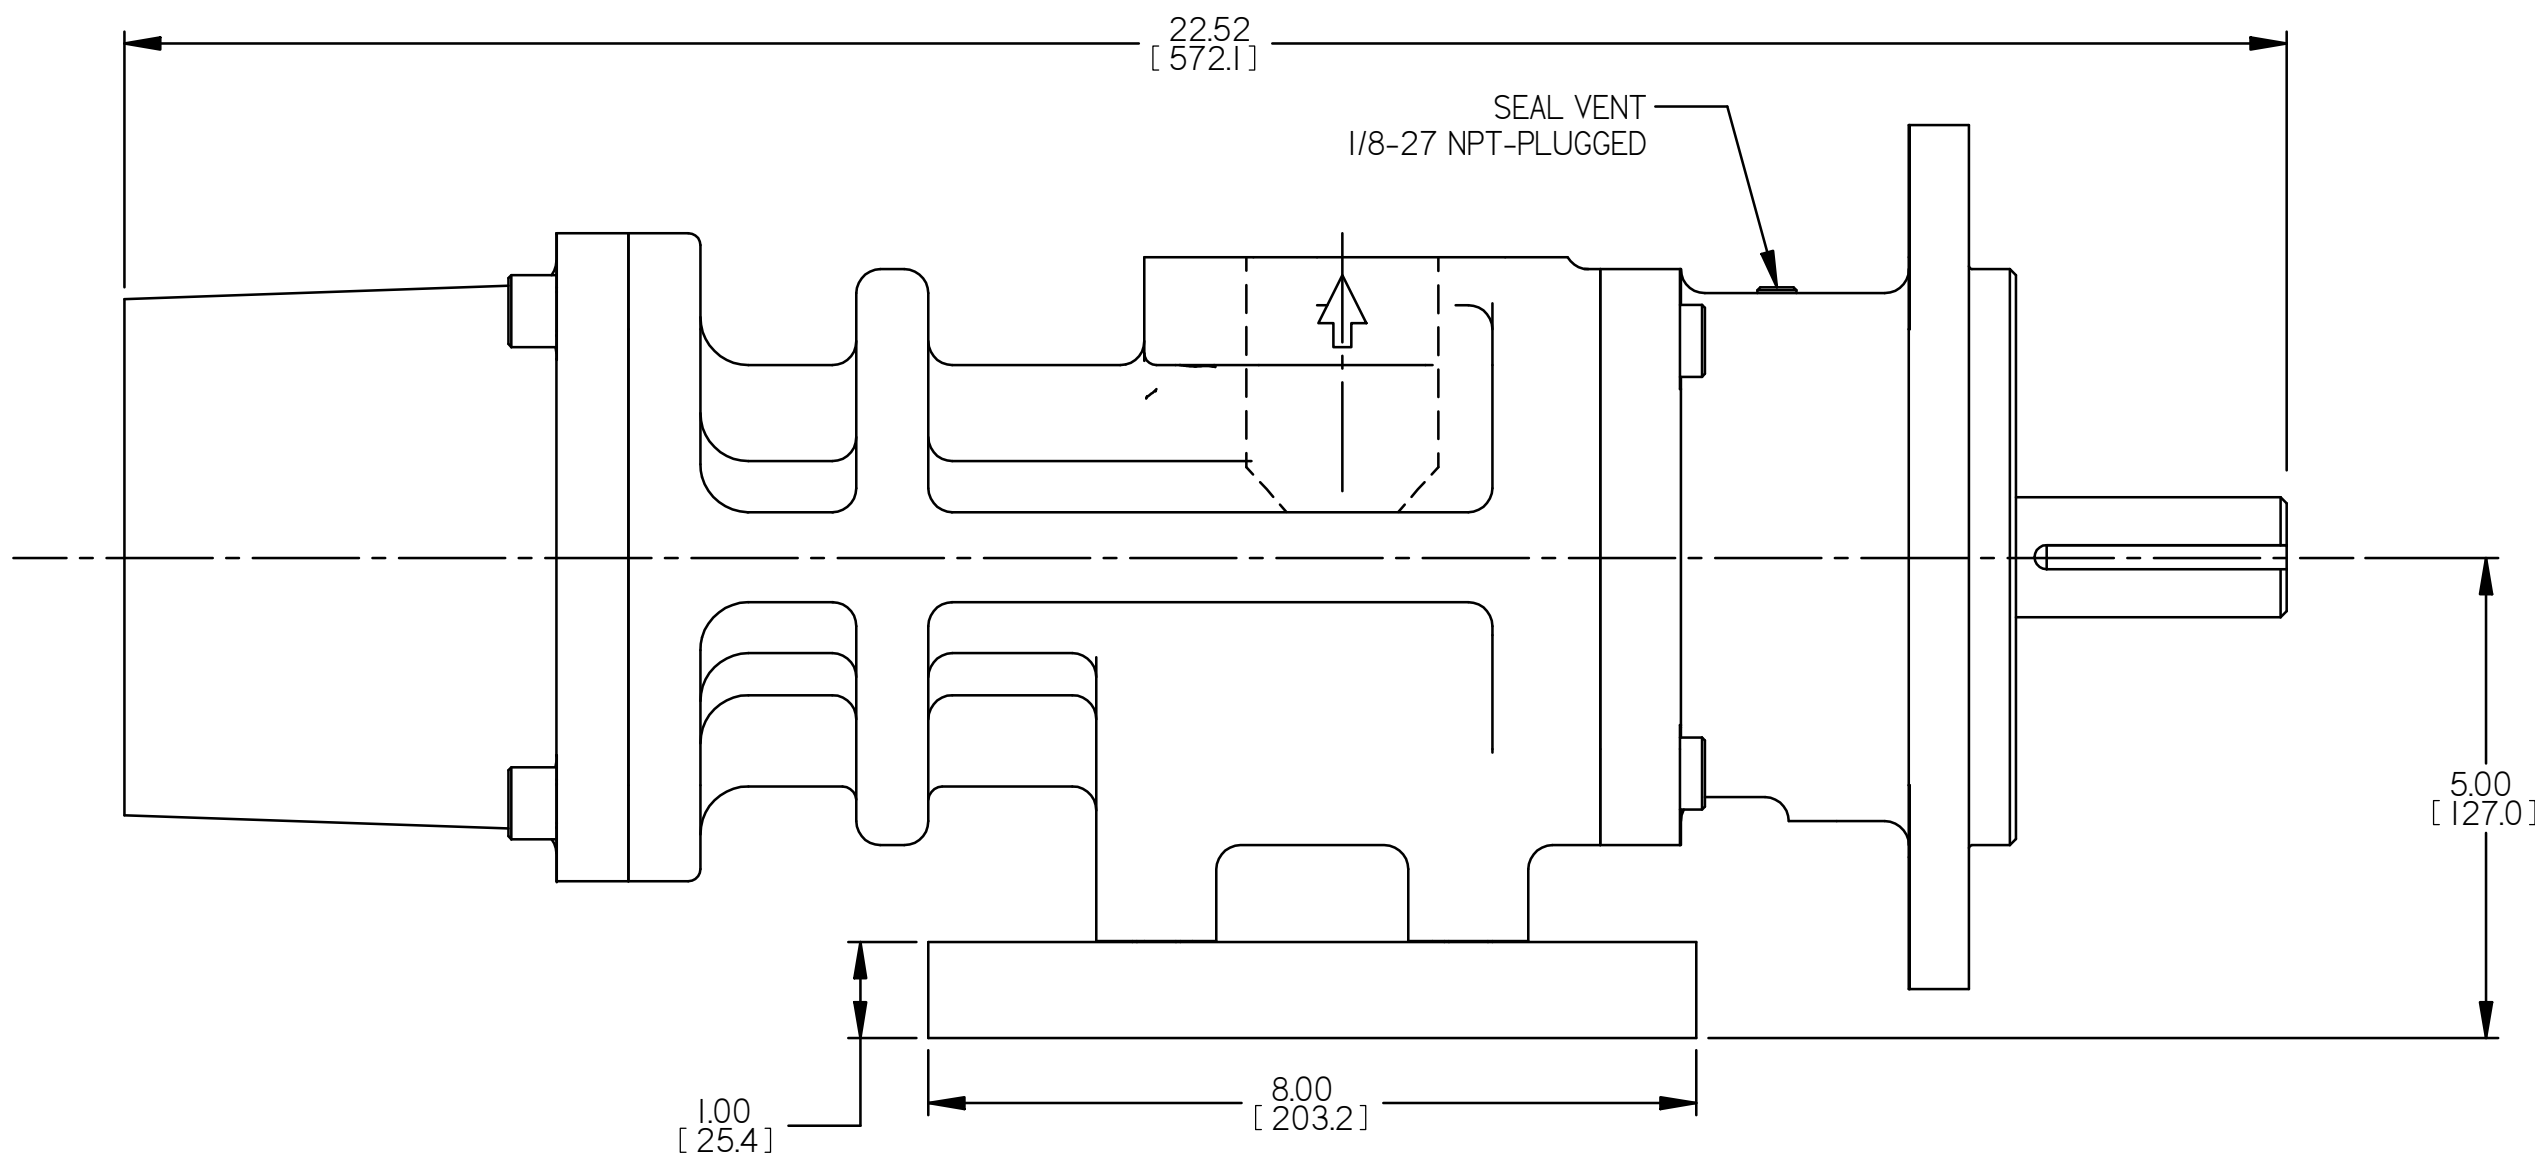 22.52
[ 572.1 ]
SEAL VENT
1/8-27 NPT-PLUGGED
5.00
[ 127.0 ]
8.00
[ 203.2 ]
1.00
[ 25.4 ]